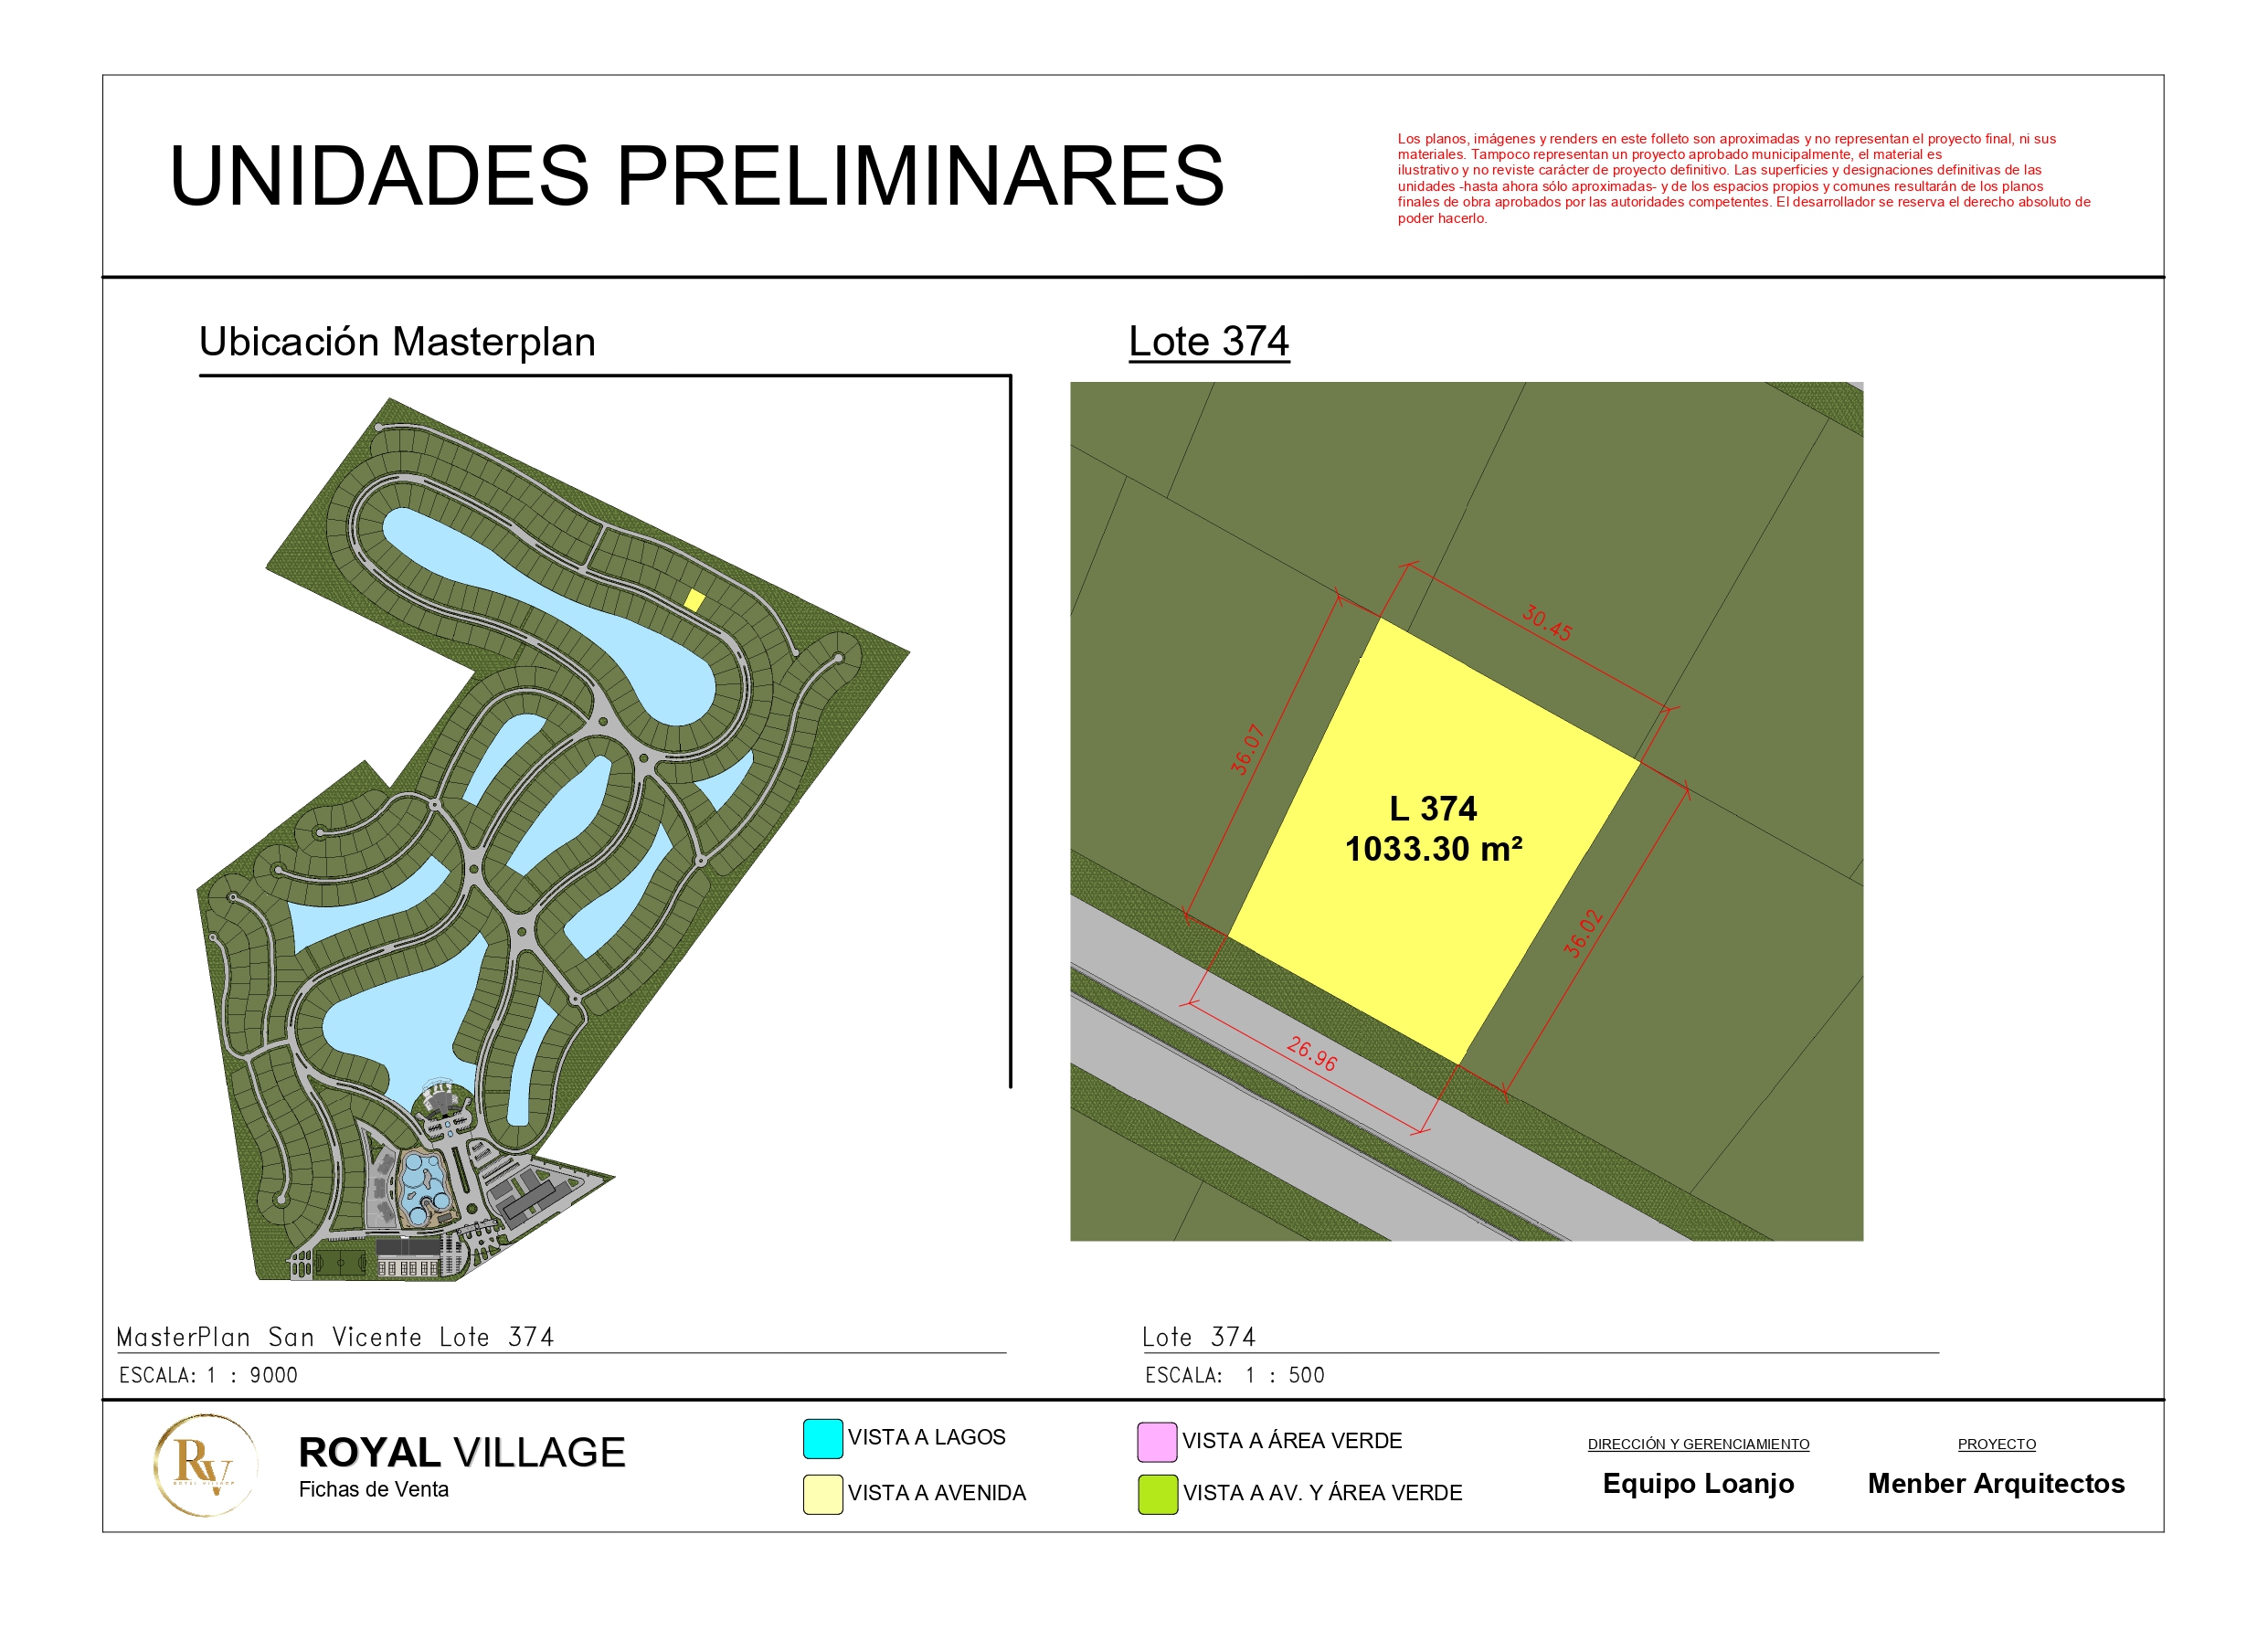 UNIDADES PRELIMINARES
Los planos, imágenes y renders en este folleto son aproximadas y no representan el proyecto final, ni sus
materiales. Tampoco representan un proyecto aprobado municipalmente, el material es
ilustrativo y no reviste carácter de proyecto definitivo. Las superficies y designaciones definitivas de las
unidades -hasta ahora sólo aproximadas- y de los espacios propios y comunes resultarán de los planos
finales de obra aprobados por las autoridades competentes. El desarrollador se reserva el derecho absoluto de
poder hacerlo.
Ubicación Masterplan
Lote 374
30.45
36.07
L 374
1033.30 m²
36.02
26.96
MasterPlan San Vicente Lote 374
ESCALA: 1 : 9000
Lote 374
ESCALA: 1 : 500
RV
ROYAL VILLAGE
ROYAL VILLAGE
Fichas de Venta
VISTA A LAGOS
VISTA A AVENIDA
VISTA A ÁREA VERDE
VISTA A AV. Y ÁREA VERDE
DIRECCIÓN Y GERENCIAMIENTO
Equipo Loanjo
PROYECTO
Menber Arquitectos